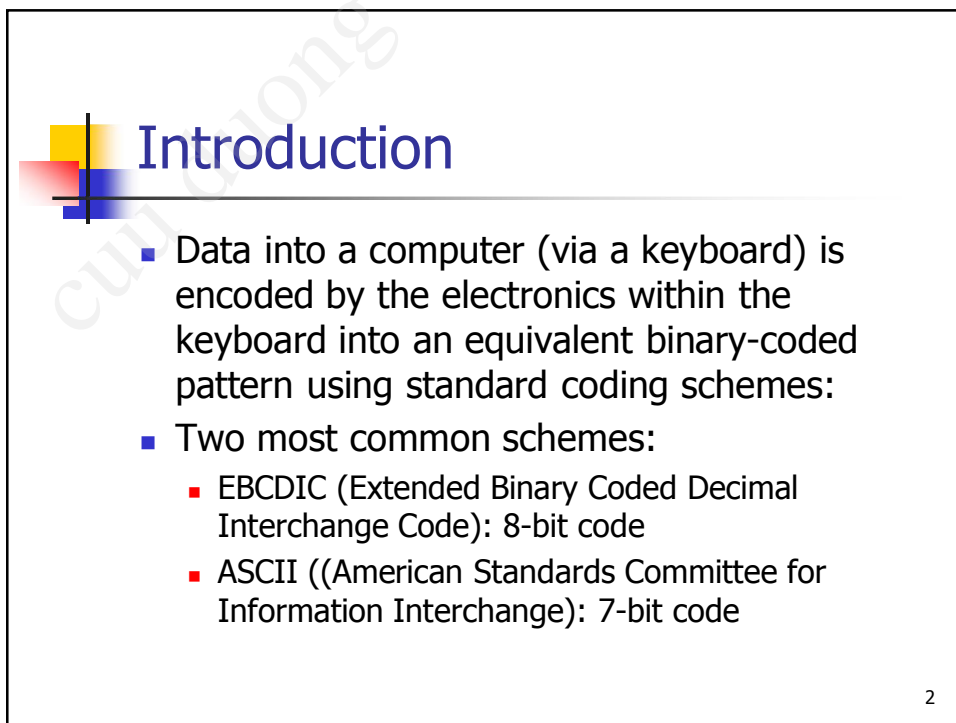 cuu duong
Introduction
Data into a computer (via a keyboard) is
encoded by the electronics within the
keyboard into an equivalent binary-coded
pattern using standard coding schemes:
Two most common schemes:
EBCDIC (Extended Binary Coded Decimal
Interchange Code): 8-bit code
ASCII ((American Standards Committee for
Information Interchange): 7-bit code
2